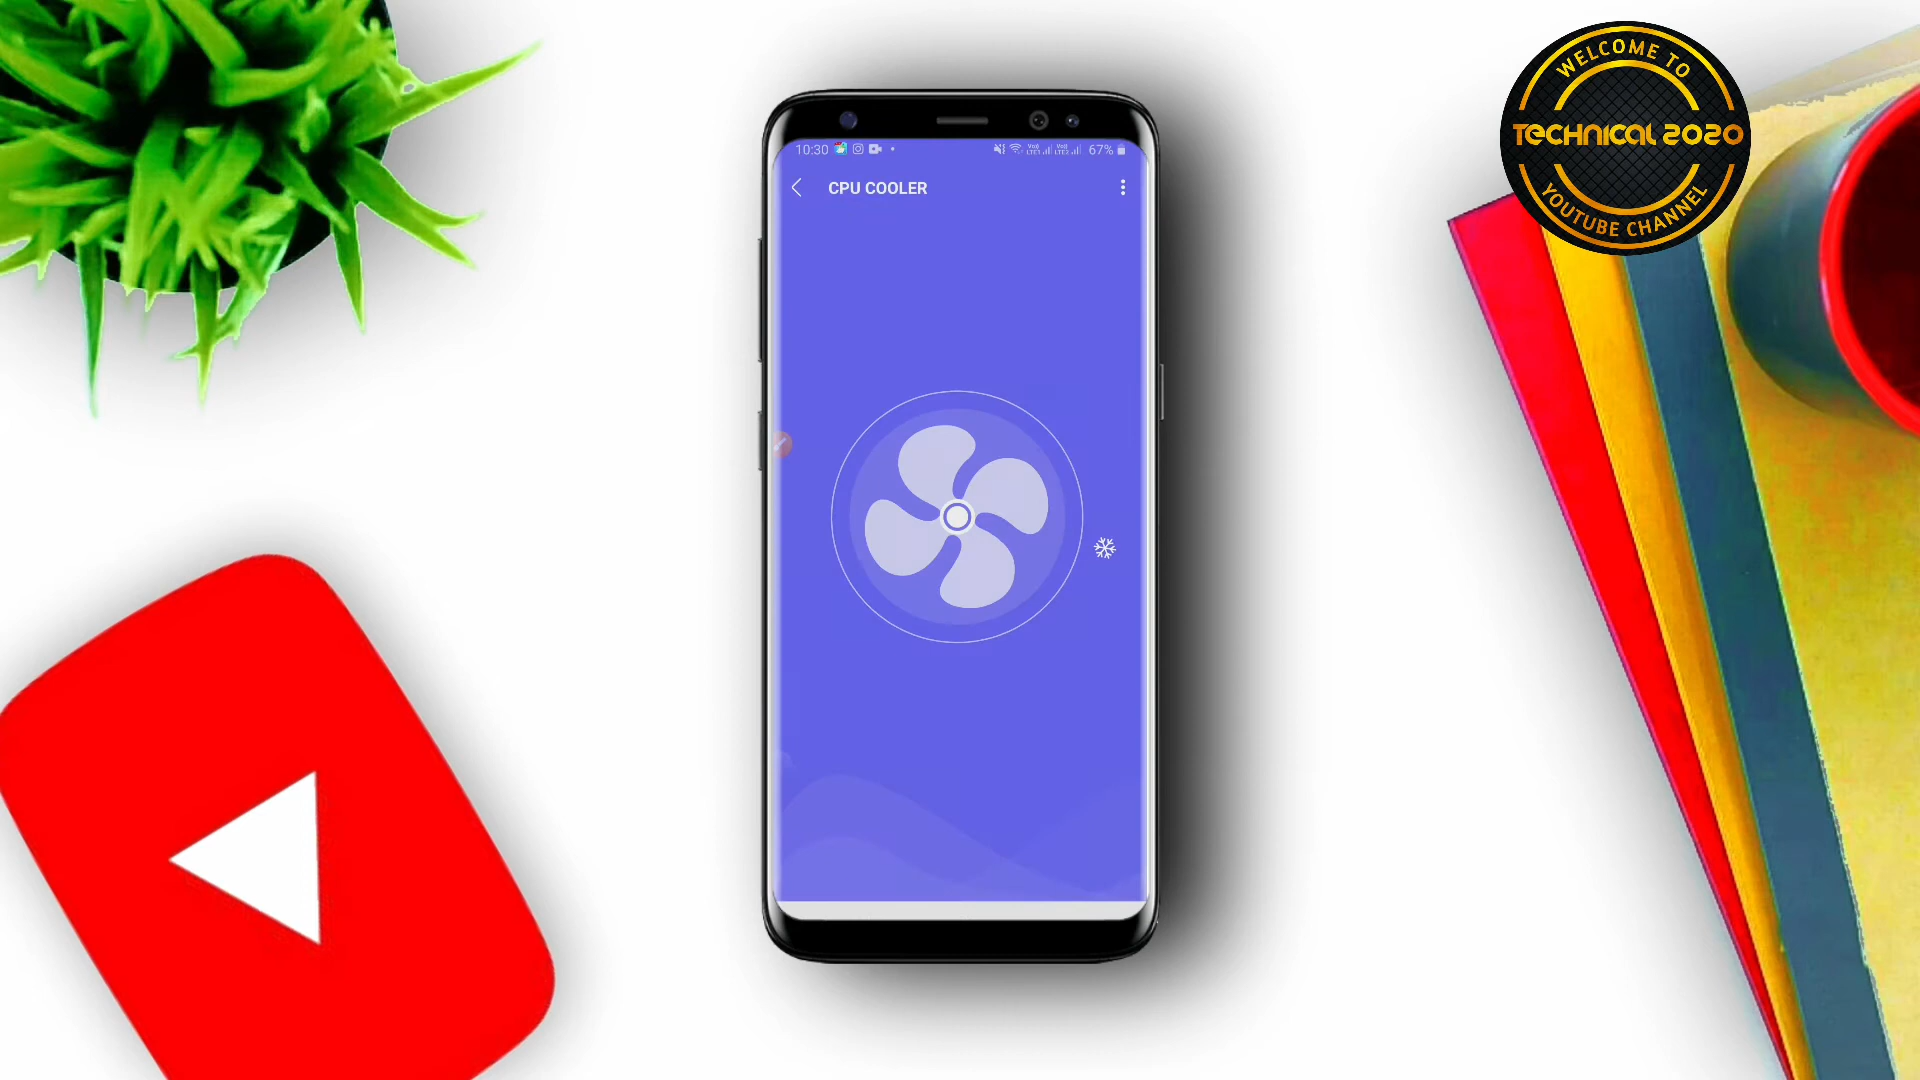 WELCOME TO
TECHNICAL 2020
YOUTUBE CHANNEL
10:30
67%
CPU COOLER